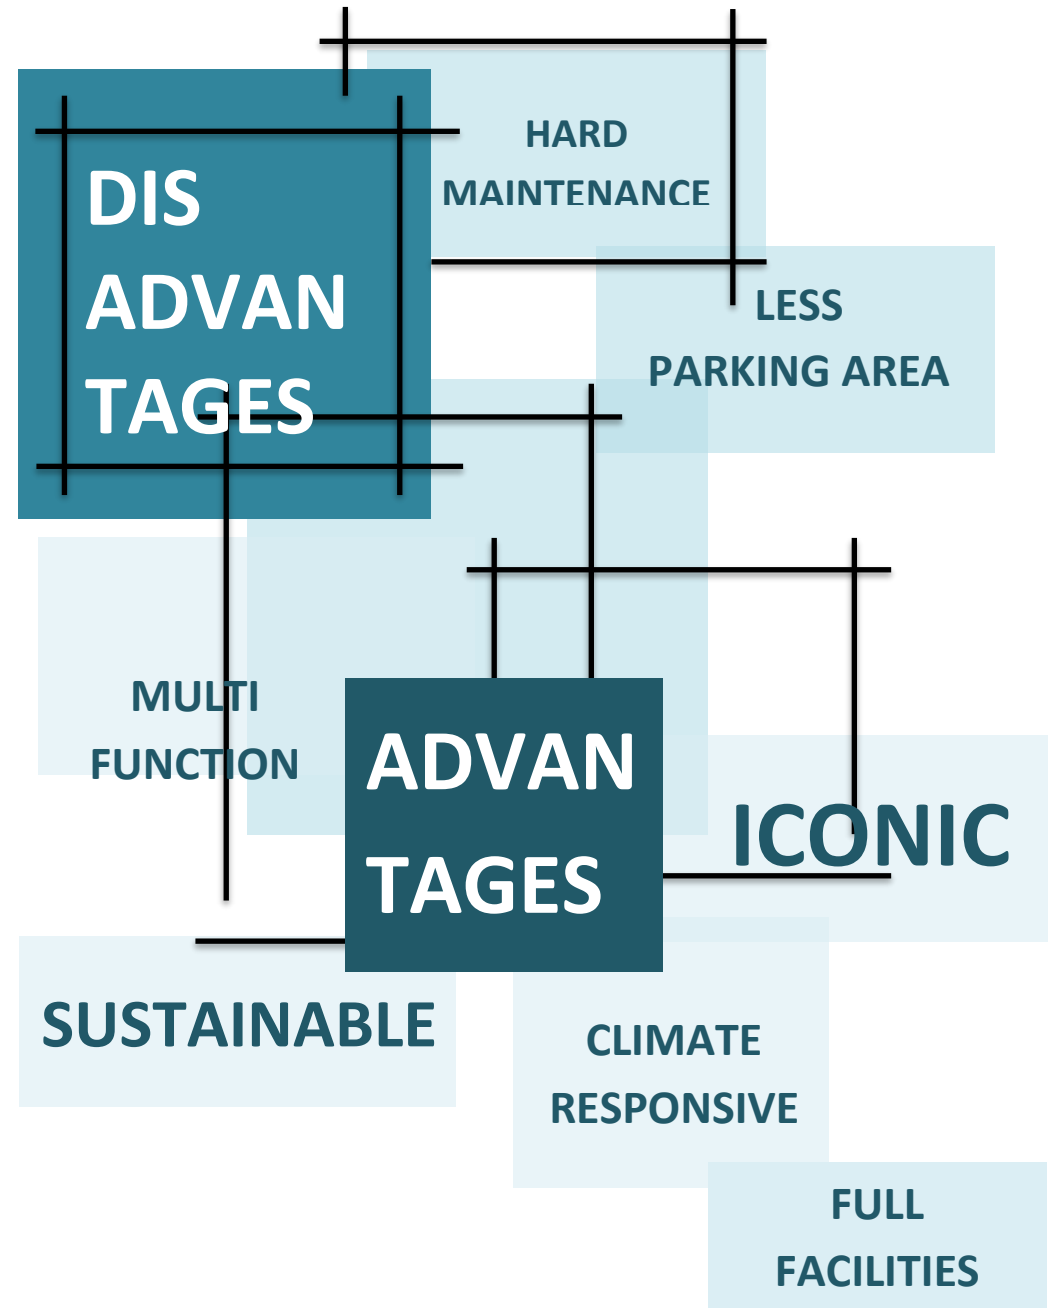 HARD
MAINTENANCE
DIS
ADVAN
TAGES
LESS
PARKING AREA
MULTI
FUNCTION
ADVAN
TAGES
ICONIC
SUSTAINABLE
CLIMATE
RESPONSIVE
FULL
FACILITIES